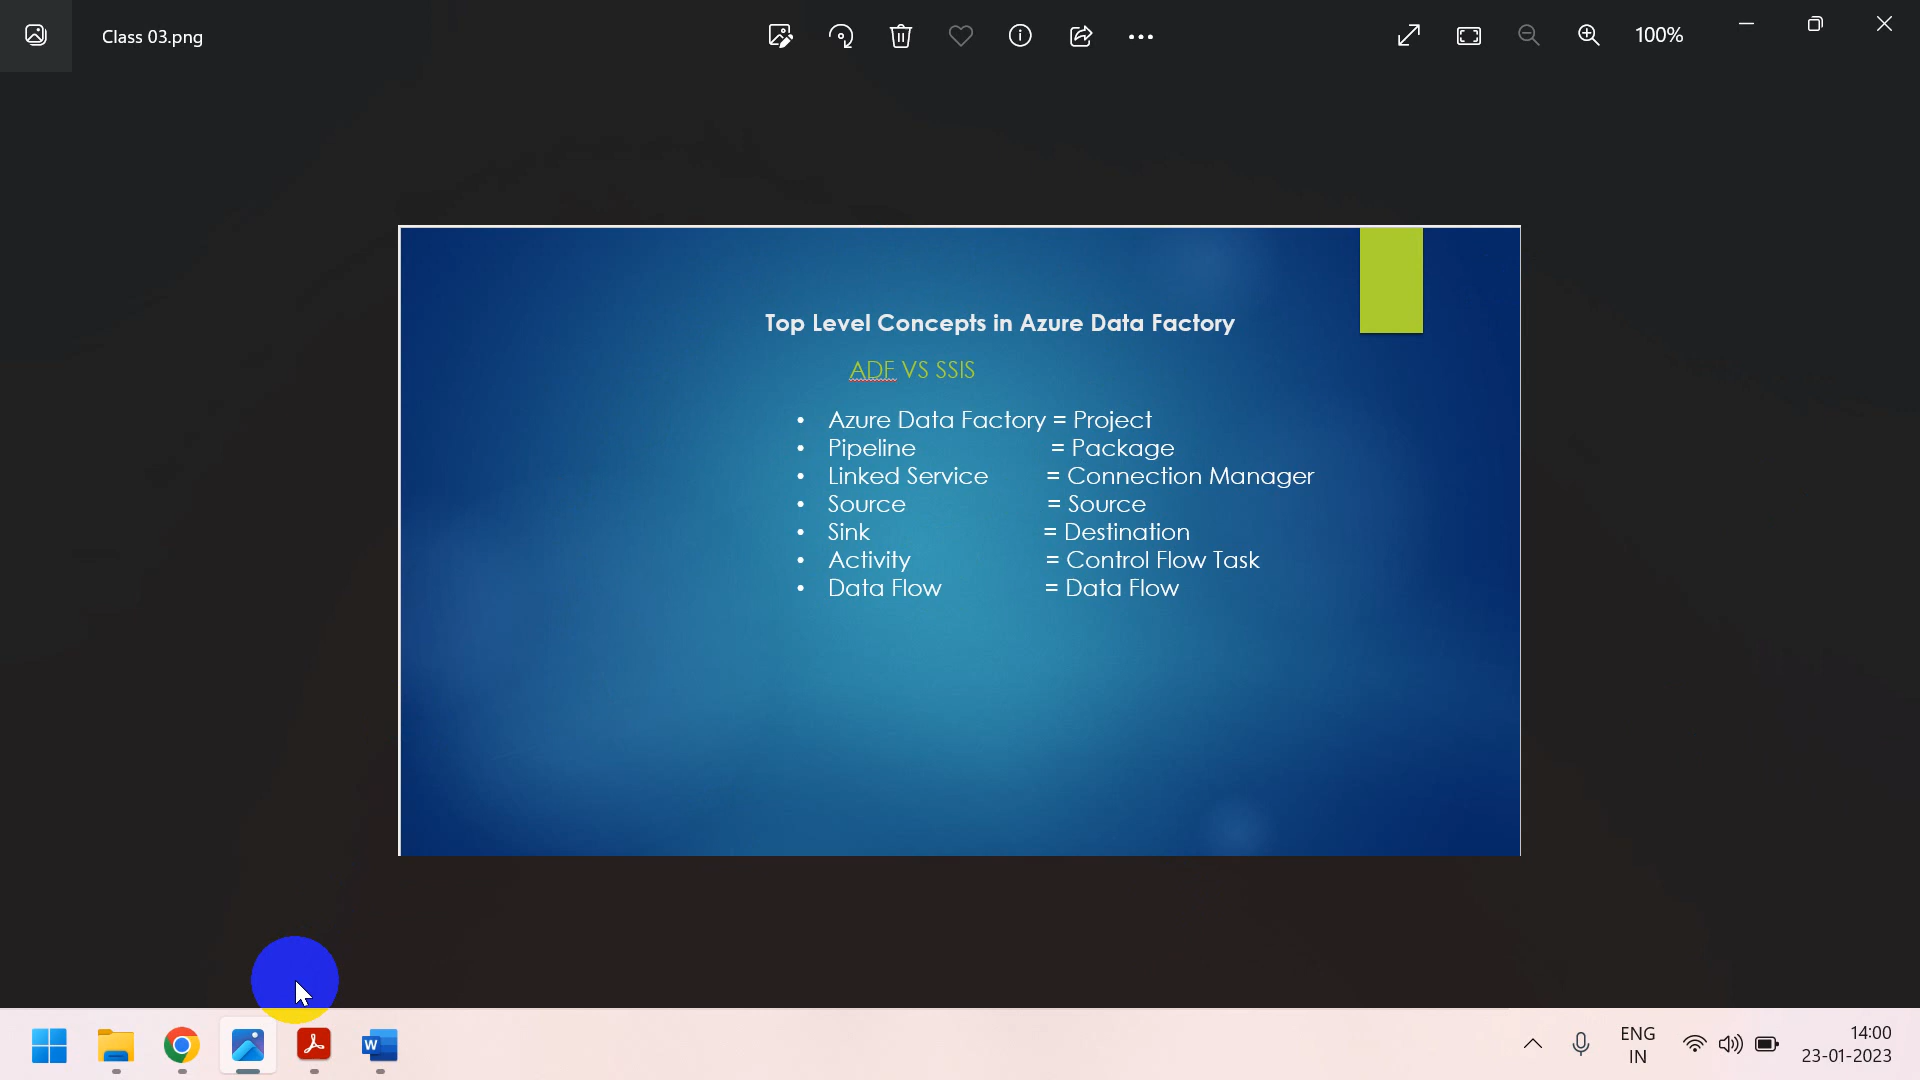 Class 03.png
100%
Top Level Concepts in Azure Data Factory
ADF VS SSIS
• Azure Data Factory = Project
• Pipeline = Package
• Linked Service = Connection Manager
• Source = Source
• Sink = Destination
• Activity = Control Flow Task
• Data Flow = Data Flow
W
ENG
IN
14:00
23-01-2023